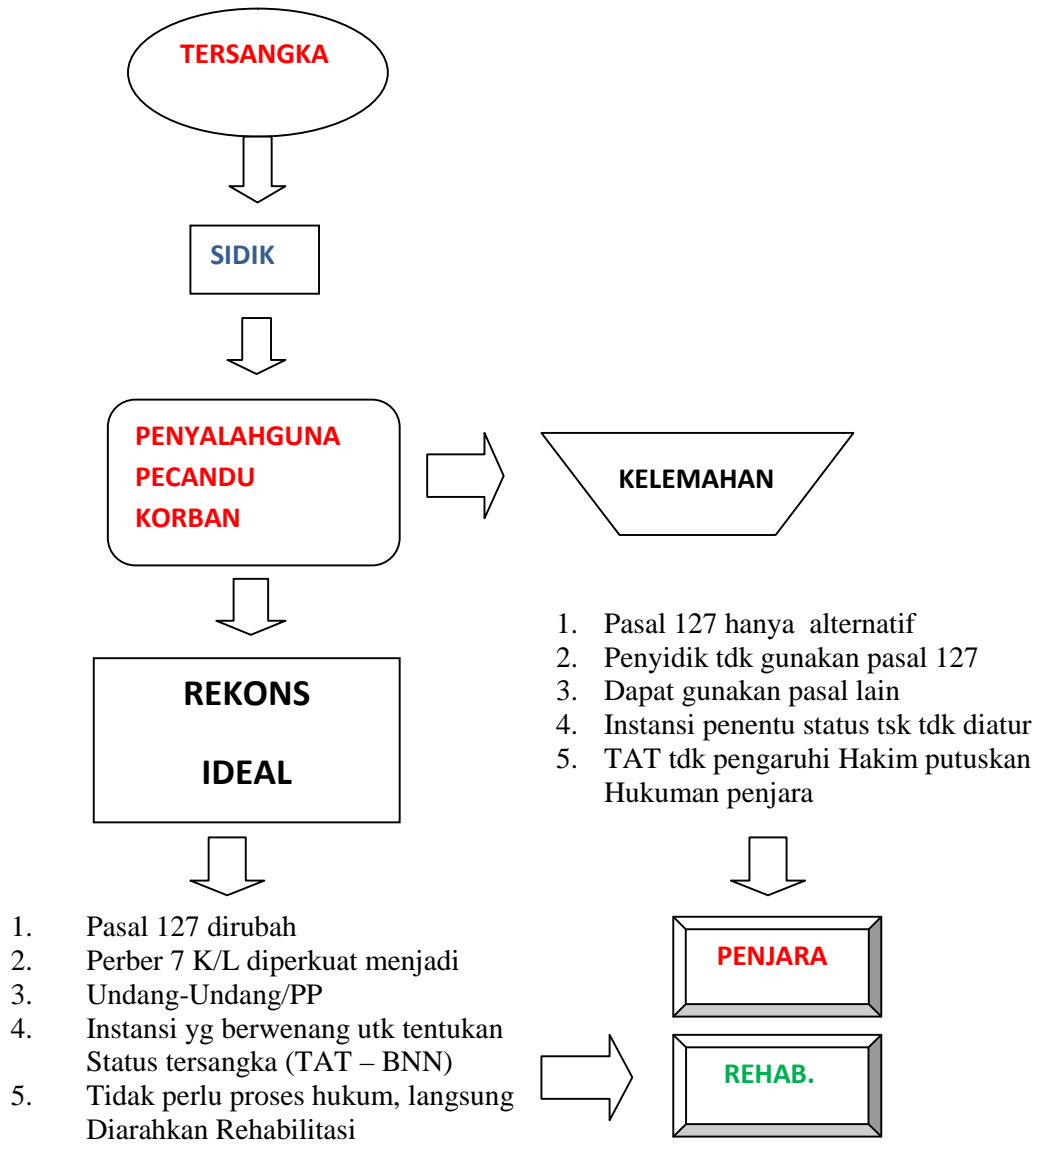 TERSANGKA
SIDIK
PENYALAHGUNA
PECANDU
KORBAN
KELEMAHAN
REKONS
IDEAL
1. Pasal 127 hanya alternatif
2. Penyidik tdk gunakan pasal 127
3. Dapat gunakan pasal lain
4. Instansi penentu status tsk tdk diatur
5. TAT tdk pengaruhi Hakim putuskan
Hukuman penjara
1. Pasal 127 dirubah
2. Perber 7 K/L diperkuat menjadi
3. Undang-Undang/PP
4. Instansi yg berwenang utk tentukan
Status tersangka (TAT – BNN)
5. Tidak perlu proses hukum, langsung
Diarahkan Rehabilitasi
PENJARA
REHAB.